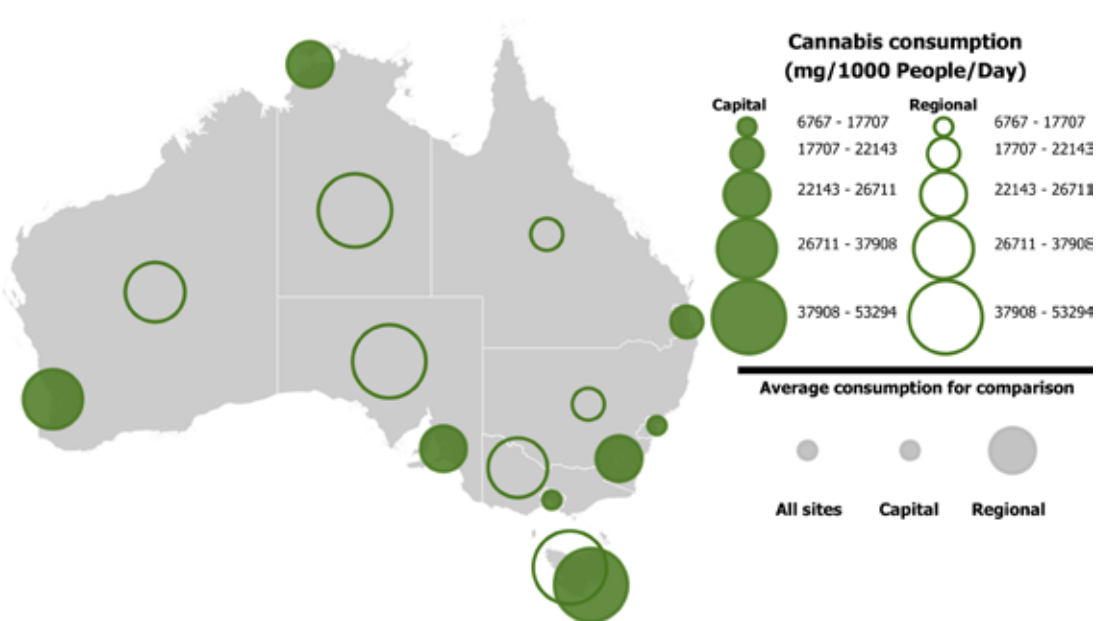 Cannabis consumption
(mg/1000 People/Day)
Capital Regional
6767 - 17707 6767 - 17707
17707 - 22143 17707 - 22143
22143 - 26711 22143 - 26711
26711 - 37908 26711 - 37908
37908 - 53294 37908 - 53294
Average consumption for comparison
All sites Capital Regional